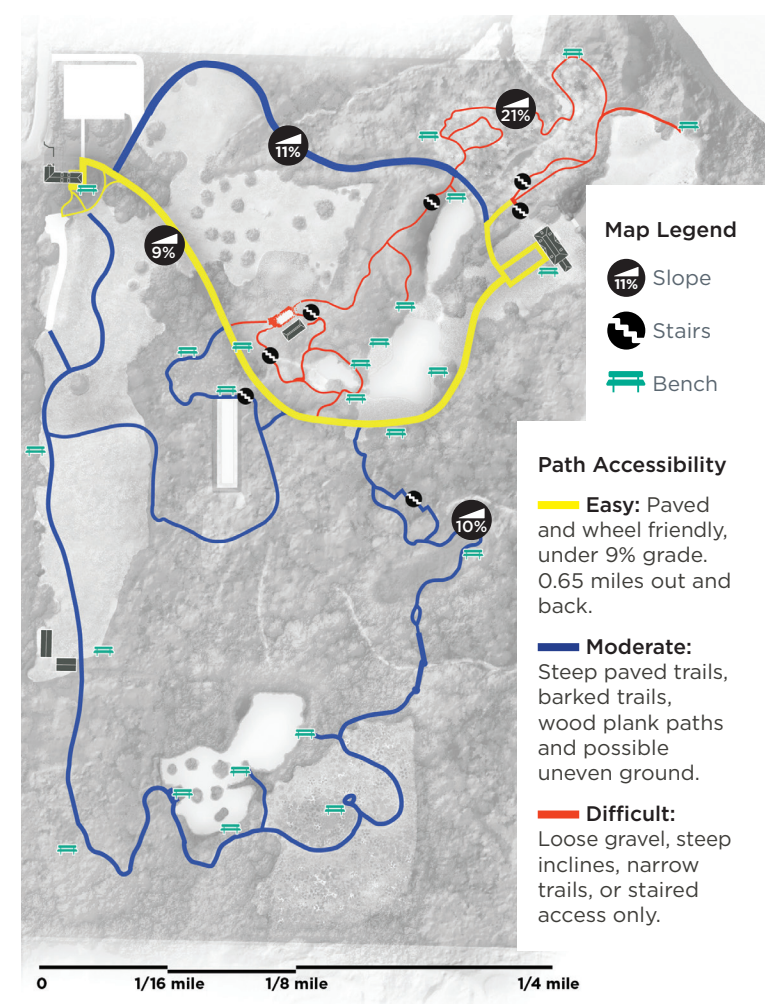 21%
11%
9%
10%
Map Legend
11%
Slope
Stairs
Bench
Path Accessibility
Easy: Paved
and wheel friendly,
under 9% grade.
0.65 miles out and
back.
Moderate:
Steep paved trails,
barked trails,
wood plank paths
and possible
uneven ground.
Difficult:
Loose gravel, steep
inclines, narrow
trails, or staired
access only.
0
1/16 mile
1/8 mile
1/4 mile